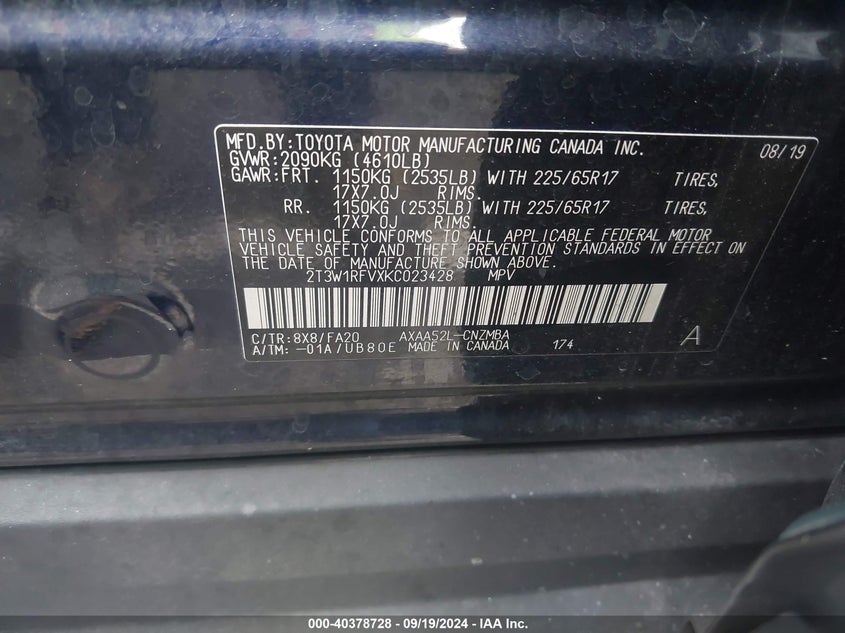 MFD.BY:TOYOTA MOTOR MANUFACTURING CANADA INC. 08/19
GVWR:2090KG (4610LB)
GAWR:FRT. 1150KG (2535LB) WITH 225/65R17 TIRES,
17X7.0J RIMS.
RR. 1150KG (2535LB) WITH 225/65R17 TIRES,
17X7.0J RIMS.
THIS VEHICLE CONFORMS TO ALL APPLICABLE FEDERAL MOTOR
VEHICLE SAFETY AND THEFT PREVENTION STANDARDS IN EFFECT ON
THE DATE OF MANUFACTURE SHOWN ABOVE.
2T3W1RFVXKC023428 MPV
C/TR:8X8/FA20 AXAA52L-CNZMBA
A/TM:-01A/UB80E MADE IN CANADA 174 A
000-40378728 - 09/19/2024 - IAA Inc.